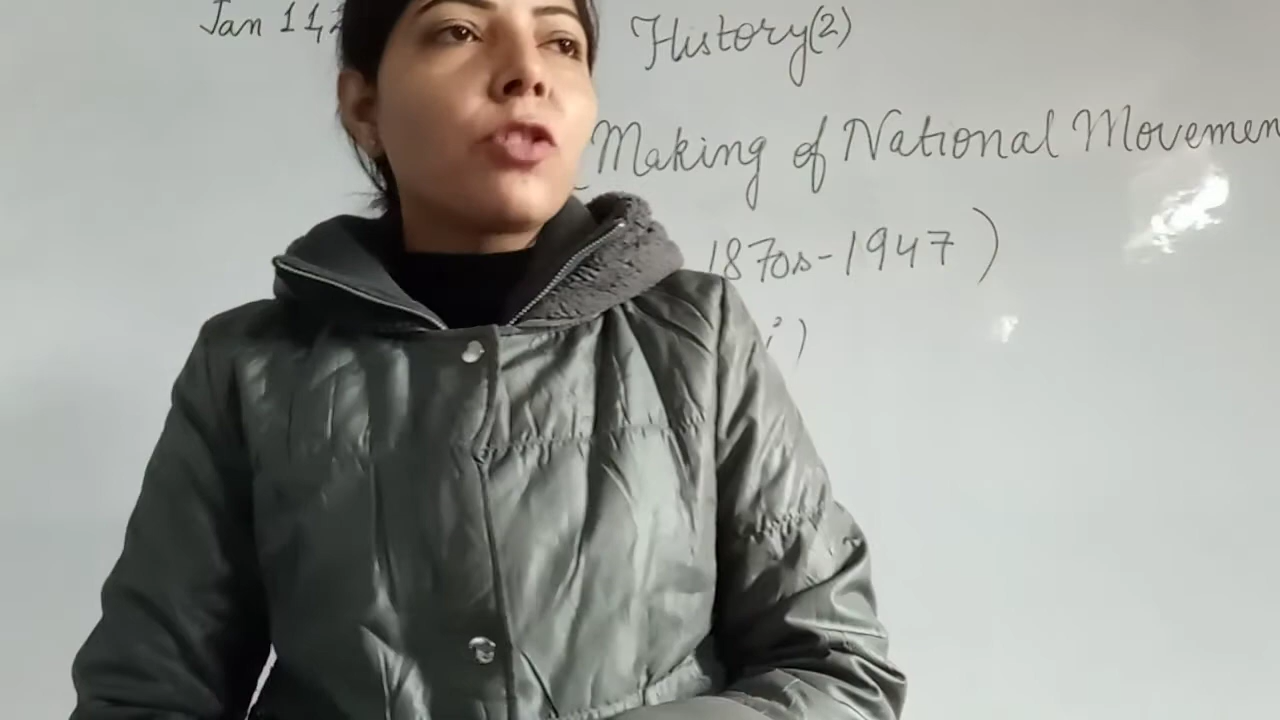 Jan 11,
History(2)
Making of National Movemen
1870s-1947)
i)